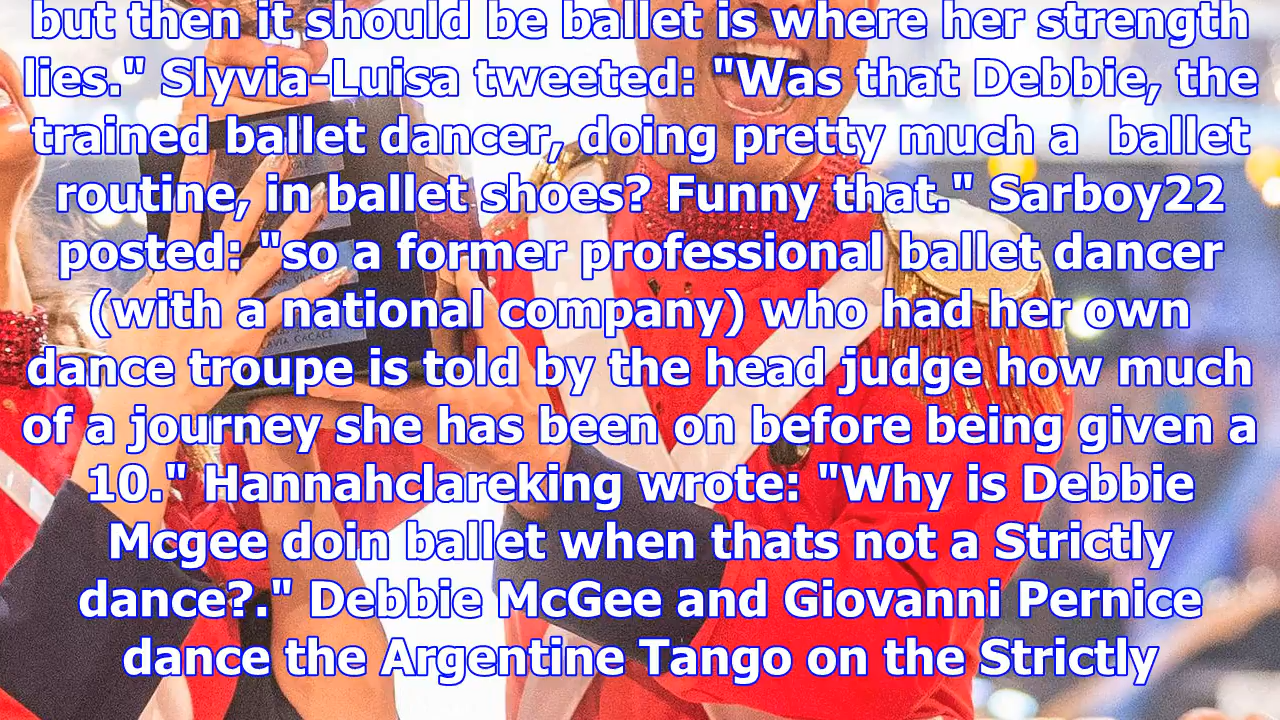 but then it should be ballet is where her strength
lies." Slyvia-Luisa tweeted: "Was that Debbie, the
trained ballet dancer, doing pretty much a  ballet
routine, in ballet shoes? Funny that." Sarboy22
posted: "so a former professional ballet dancer
(with a national company) who had her own
dance troupe is told by the head judge how much
of a journey she has been on before being given a
10." Hannahclareking wrote: "Why is Debbie
Mcgee doin ballet when thats not a Strictly
dance?." Debbie McGee and Giovanni Pernice
dance the Argentine Tango on the Strictly
CACACE